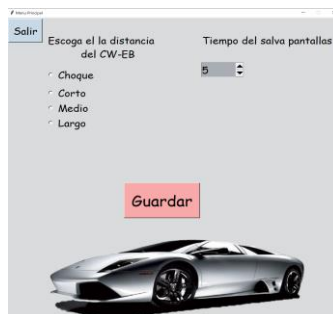 Menu Principal
Salir
Escoga el la distancia
del CW-EB
Choque
Corto
Medio
Largo
Tiempo del salva pantallas
5
Guardar